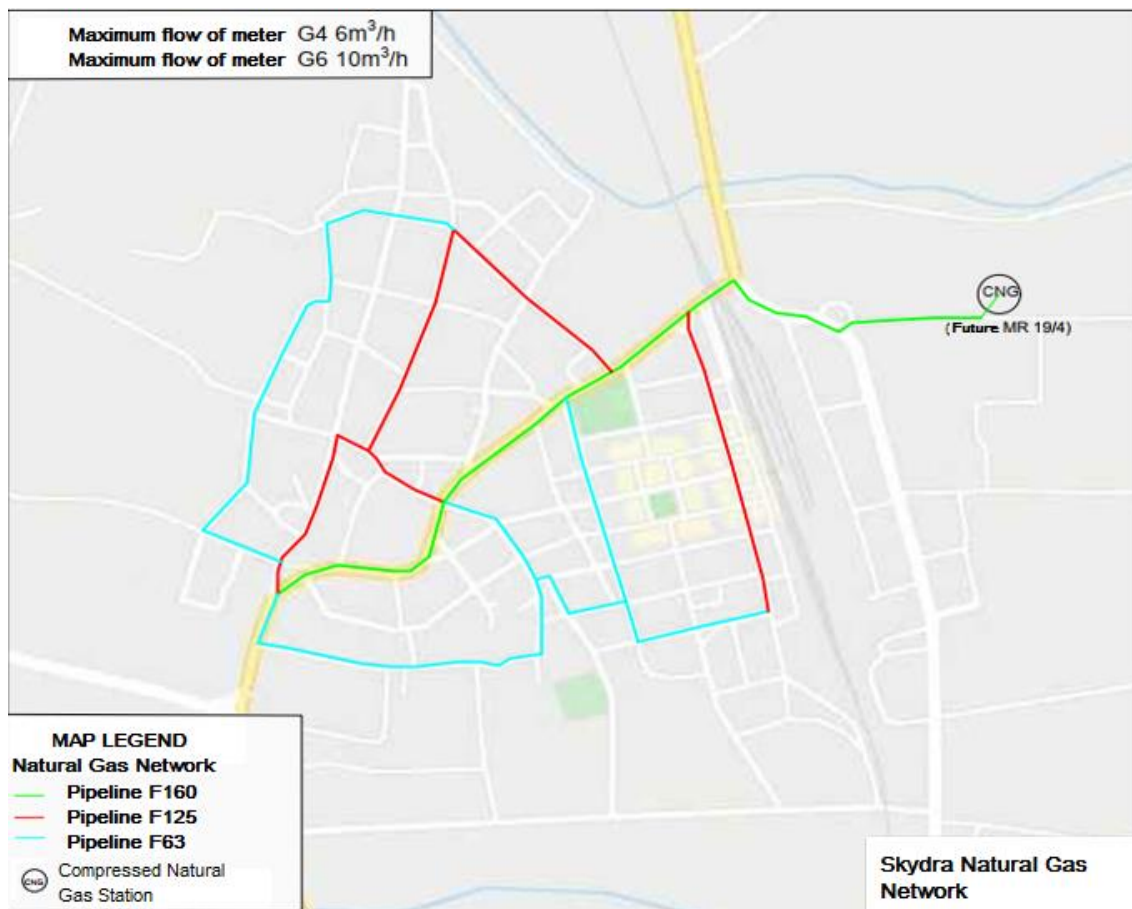 Maximum flow of meter G4 6m³/h
Maximum flow of meter G6 10m³/h
CNG
(Future MR 19/4)
MAP LEGEND
Natural Gas Network
Pipeline F160
Pipeline F125
Pipeline F63
CNG Compressed Natural
Gas Station
Skydra Natural Gas
Network